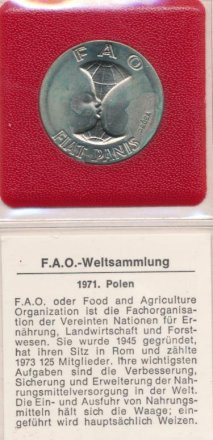 F A O
FIAT PANIS
F.A.O.-Weltsammlung
1971. Polen
F.A.O. oder Food and Agriculture
Organization ist die Fachorganisa-
tion der Vereinten Nationen für Er-
nährung, Landwirtschaft und Forst-
wesen. Sie wurde 1945 gegründet,
hat ihren Sitz in Rom und zählte
1973 125 Mitglieder. Ihre wichtigsten
Aufgaben sind die Verbesserung,
Sicherung und Erweiterung der Nah-
rungsmittelversorgung in der Welt.
Die Ein- und Ausfuhr von Nahrungs-
mitteln hält sich die Waage; ein-
geführt wird hauptsächlich Weizen.